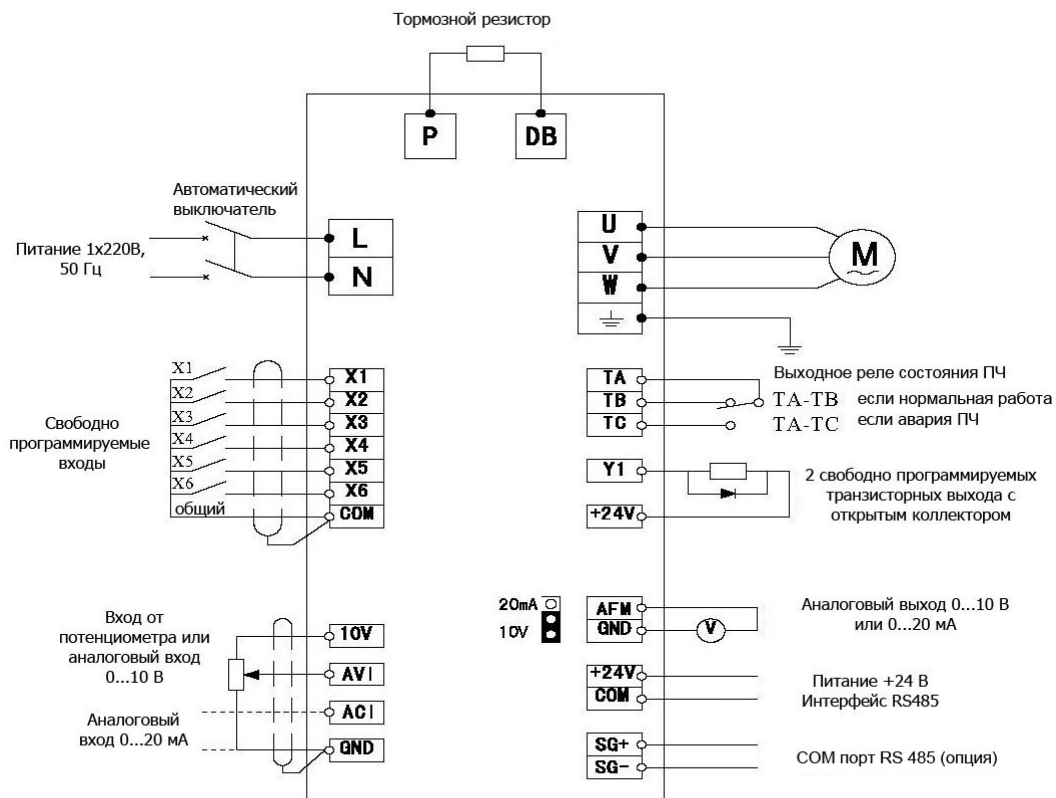 Тормозной резистор
P
DB
Автоматический
выключатель
Питание 1x220В,
50 Гц
L
N
U
V
W
M
X1
X2
X3
X4
X5
X6
общий
Свободно
программируемые
входы
X1
X2
X3
X4
X5
X6
COM
TA
TB
TC
Выходное реле состояния ПЧ
TA-TB если нормальная работа
TA-TC если авария ПЧ
Y1
+24V
2 свободно программируемых
транзисторных выхода с
открытым коллектором
Вход от
потенциометра или
аналоговый вход
0...10 В
Аналоговый
вход 0...20 мА
10V
AVI
ACI
GND
20mA
10V
AFM
GND
V
Аналоговый выход 0...10 В
или 0...20 мА
+24V
COM
Питание +24 В
Интерфейс RS485
SG+
SG-
COM порт RS 485 (опция)